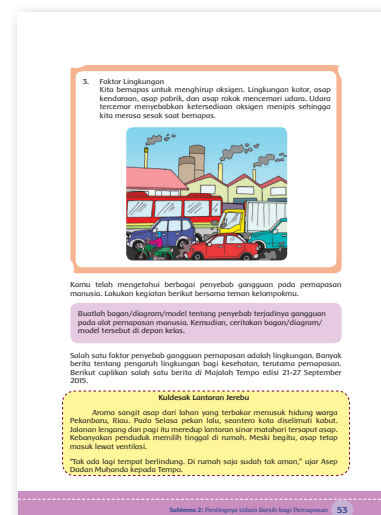 3. Faktor Lingkungan
Kita bernapas untuk menghirup oksigen. Lingkungan kotor, asap
kendaraan, asap pabrik, dan asap rokok mencemari udara. Udara
tercemar menyebabkan ketersediaan oksigen menipis sehingga
kita merasa sesak saat bernapas.
Kamu telah mengetahui berbagai penyebab gangguan pada pernapasan
manusia. Lakukan kegiatan berikut bersama teman kelompokmu.
Buatlah bagan/diagram/model tentang penyebab terjadinya gangguan
pada alat pernapasan manusia. Kemudian, ceritakan bagan/diagram/
model tersebut di depan kelas.
Salah satu faktor penyebab gangguan pernapasan adalah lingkungan. Banyak
berita tentang pengaruh lingkungan bagi kesehatan, terutama pernapasan.
Berikut cuplikan salah satu berita di Majalah Tempo edisi 21-27 September
2015.
Kuldesak Lantaran Jerebu
Aroma sangit asap dari lahan yang terbakar menusuk hidung warga
Pekanbaru, Riau. Pada Selasa pekan lalu, seantero kota diselimuti kabut.
Jalanan lengang dan pagi itu meredup lantaran sinar matahari tersaput asap.
Kebanyakan penduduk memilih tinggal di rumah. Meski begitu, asap tetap
masuk lewat ventilasi.
"Tak ada lagi tempat berlindung. Di rumah saja sudah tak aman," ujar Asep
Dadan Muhanda kepada Tempo.
Subtema 2: Pentingnya Udara Bersih bagi Pernapasan 53